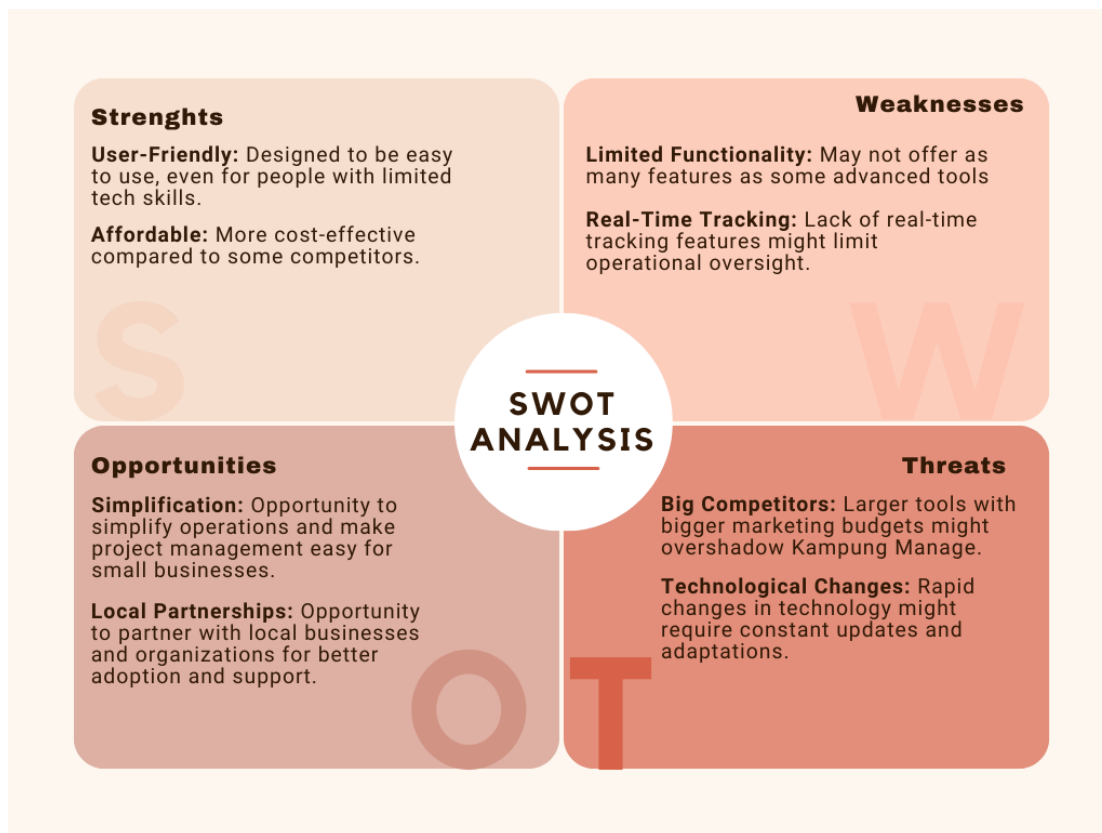 Strenghts
User-Friendly: Designed to be easy
to use, even for people with limited
tech skills.
Affordable: More cost-effective
compared to some competitors.
S
Weaknesses
Limited Functionality: May not offer as
many features as some advanced tools
Real-Time Tracking: Lack of real-time
tracking features might limit
operational oversight.
W
SWOT
ANALYSIS
Opportunities
Simplification: Opportunity to
simplify operations and make
project management easy for
small businesses.
Local Partnerships: Opportunity
to partner with local businesses
and organizations for better
adoption and support.
O
Threats
Big Competitors: Larger tools with
bigger marketing budgets might
overshadow Kampung Manage.
Technological Changes: Rapid
changes in technology might
require constant updates and
adaptations.
T